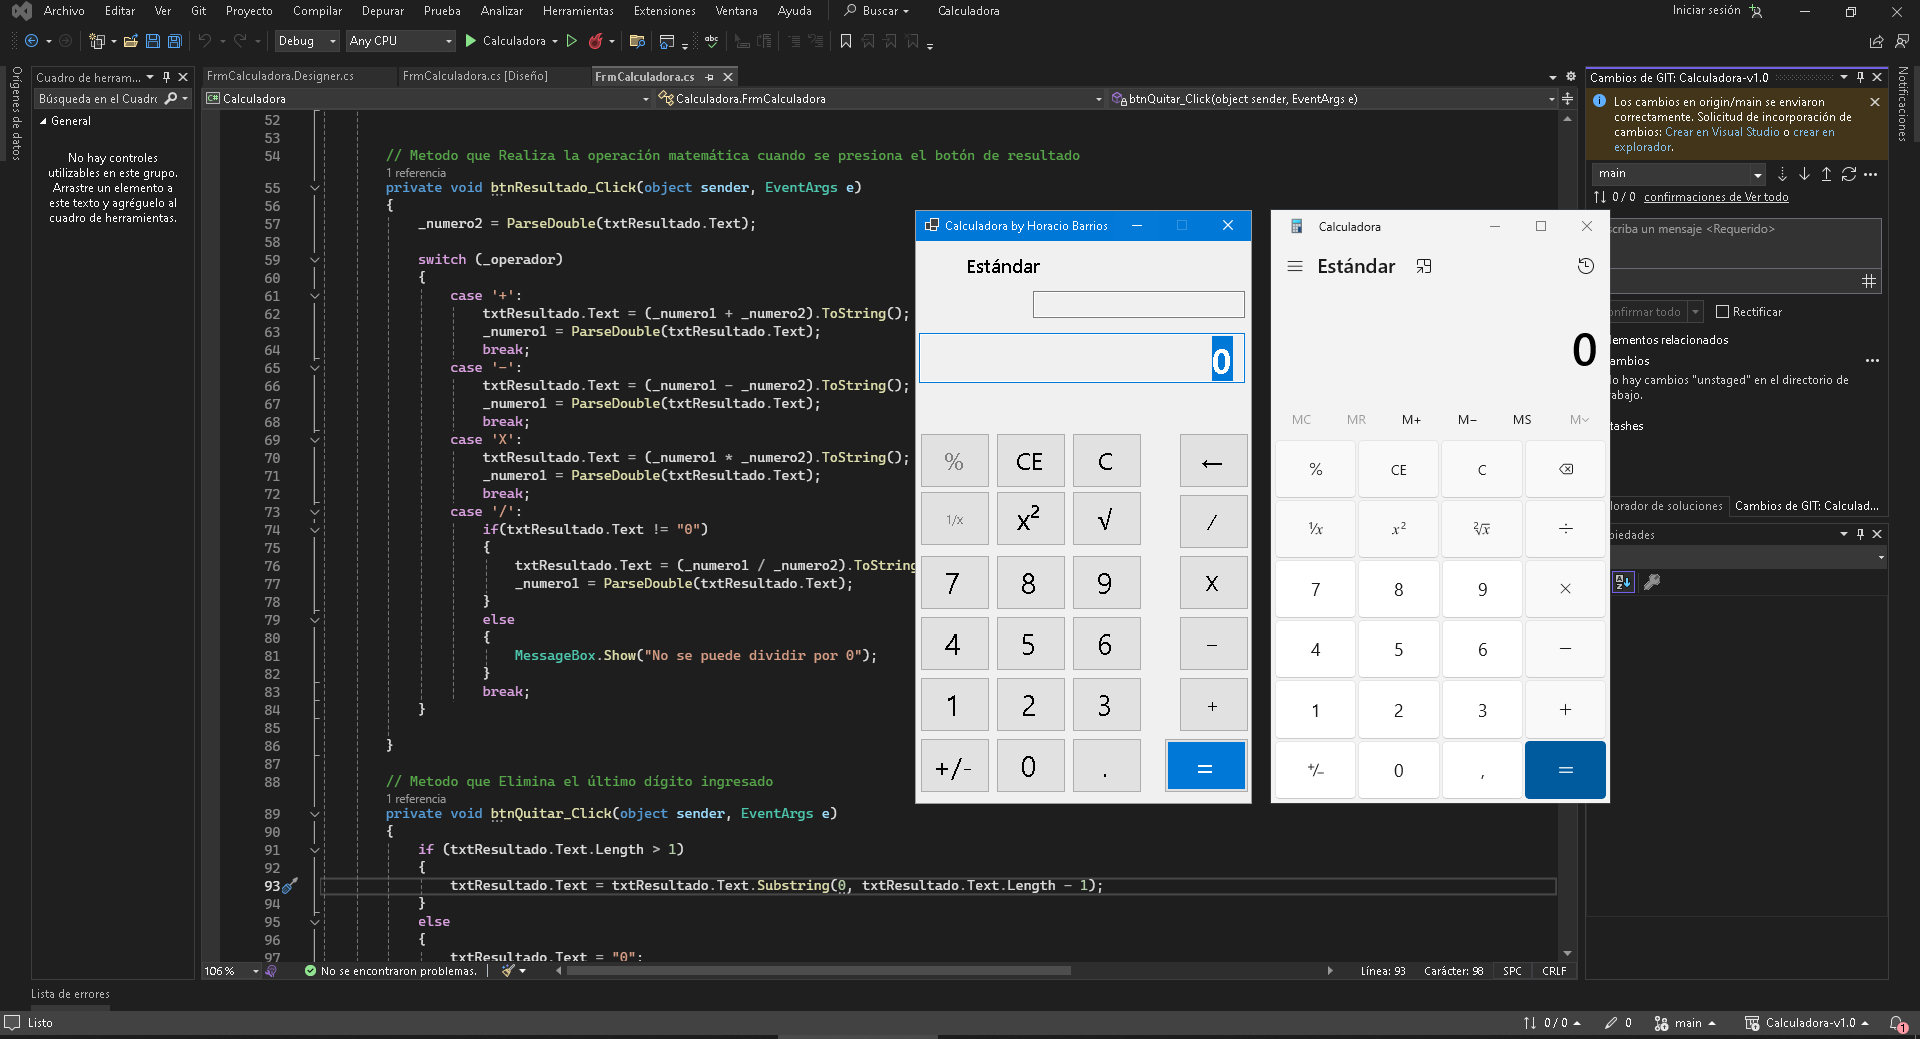 Archivo Editar Ver Git Proyecto Compilar Depurar Prueba Analizar Herramientas Extensiones Ventana Ayuda Buscar Calculadora Iniciar sesión
Debug Any CPU Calculadora
Orígenes de datos
Cuadro de herram...
Búsqueda en el Cuadro
General
No hay controles
utilizables en este grupo.
Arrastre un elemento a
este texto y agréguelo al
cuadro de herramientas.
FrmCalculadora.Designer.cs FrmCalculadora.cs [Diseño] FrmCalculadora.cs
Calculadora Calculadora.FrmCalculadora btnQuitar_Click(object sender, EventArgs e)
52
53
54 // Metodo que Realiza la operación matemática cuando se presiona el botón de resultado
1 referencia
55 private void btnResultado_Click(object sender, EventArgs e)
56 {
57 _numero2 = ParseDouble(txtResultado.Text);
58
59 switch (_operador)
60 {
61 case '+':
62 txtResultado.Text = (_numero1 + _numero2).ToString();
63 _numero1 = ParseDouble(txtResultado.Text);
64 break;
65 case '-':
66 txtResultado.Text = (_numero1 - _numero2).ToString();
67 _numero1 = ParseDouble(txtResultado.Text);
68 break;
69 case 'X':
70 txtResultado.Text = (_numero1 * _numero2).ToString();
71 _numero1 = ParseDouble(txtResultado.Text);
72 break;
73 case '/':
74 if(txtResultado.Text != "0")
75 {
76 txtResultado.Text = (_numero1 / _numero2).ToString
77 _numero1 = ParseDouble(txtResultado.Text);
78 }
79 else
80 {
81 MessageBox.Show("No se puede dividir por 0");
82 }
83 break;
84 }
85
86 }
87
88 // Metodo que Elimina el último dígito ingresado
1 referencia
89 private void btnQuitar_Click(object sender, EventArgs e)
90 {
91 if (txtResultado.Text.Length > 1)
92 {
93 txtResultado.Text = txtResultado.Text.Substring(0, txtResultado.Text.Length - 1);
94 }
95 else
96 {
97 txtResultado.Text = "0";
106 % No se encontraron problemas. Línea: 93 Carácter: 98 SPC CRLF
Calculadora by Horacio Barrios
Estándar
0
% CE C ←
1/x x² √ /
7 8 9 X
4 5 6 -
1 2 3 +
+/- 0 . =
Calculadora
Estándar
0
MC MR M+ M− MS M
% CE C
¹/x x² ²√x ÷
7 8 9 ×
4 5 6 −
1 2 3 +
+/− 0 , =
Cambios de GIT: Calculadora-v1.0
Los cambios en origin/main se enviaron
correctamente. Solicitud de incorporación de
cambios: Crear en Visual Studio o crear en
explorador.
main
0 / 0 confirmaciones de Ver todo
scriba un mensaje <Requerido>
onfirmar todo Rectificar
lementos relacionados
ambios
lo hay cambios "unstaged" en el directorio de
rabajo.
tashes
lorador de soluciones Cambios de GIT: Calculad...
piedades
Notificaciones
Lista de errores
Listo 0 / 0 0 main Calculadora-v1.0 1